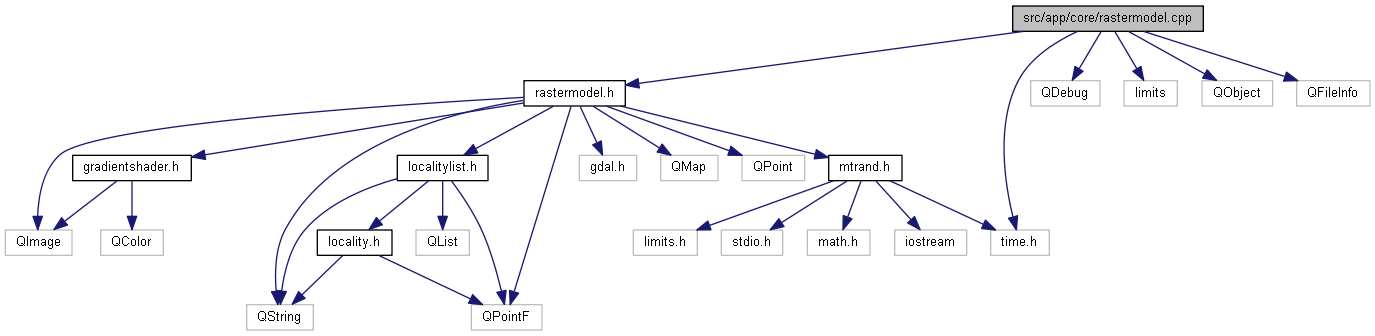 src/app/core/rastermodel.cpp
rastermodel.h
QDebug
limits
QObject
QFileInfo
gradientshader.h
localitylist.h
gdal.h
QMap
QPoint
mtrand.h
QImage
QColor
locality.h
QList
limits.h
stdio.h
math.h
iostream
time.h
QString
QPointF